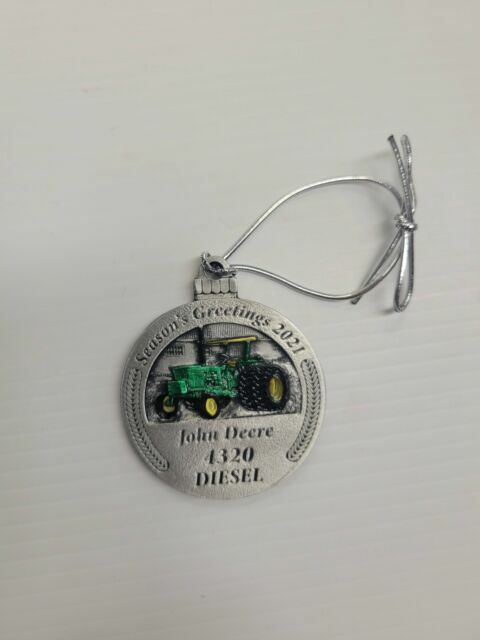 Season's Greetings 2021
John Deere
4320
DIESEL